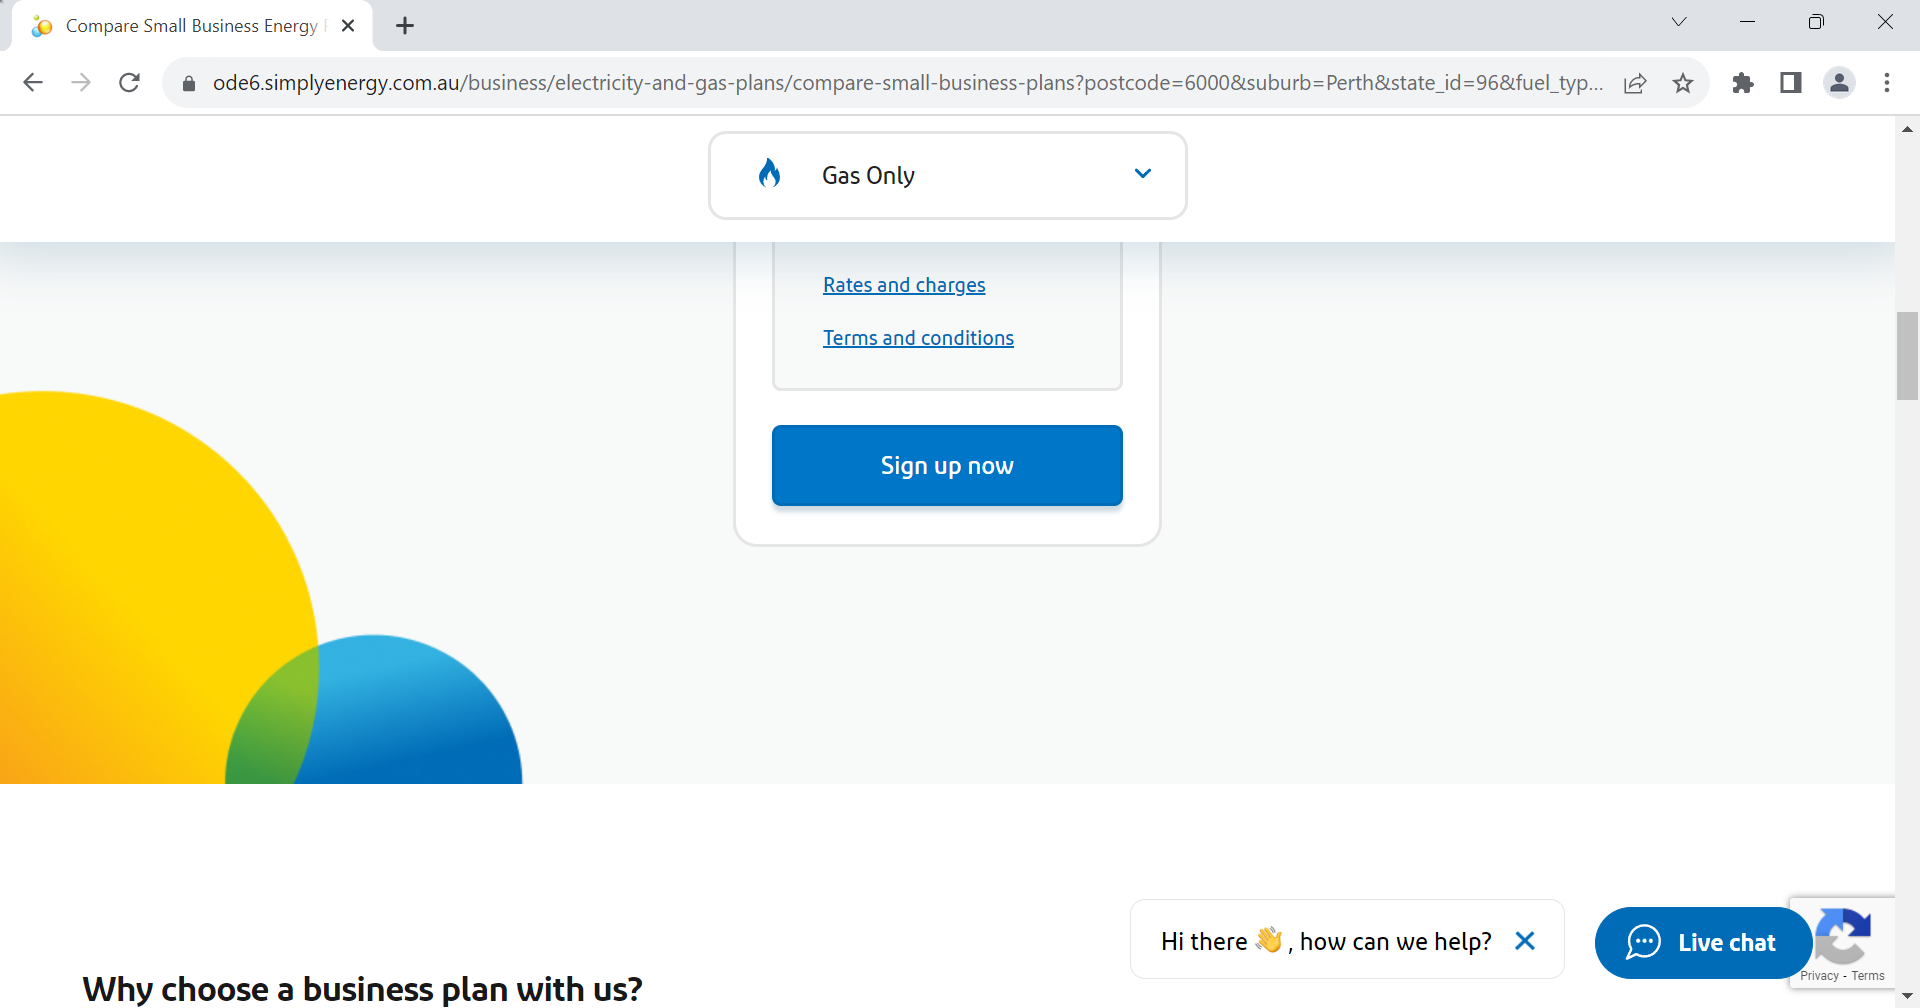 Compare Small Business Energy
ode6.simplyenergy.com.au/business/electricity-and-gas-plans/compare-small-business-plans?postcode=6000&suburb=Perth&state_id=96&fuel_typ...
Gas Only
Rates and charges
Terms and conditions
Sign up now
Hi there 👋, how can we help?
Live chat
Privacy - Terms
Why choose a business plan with us?